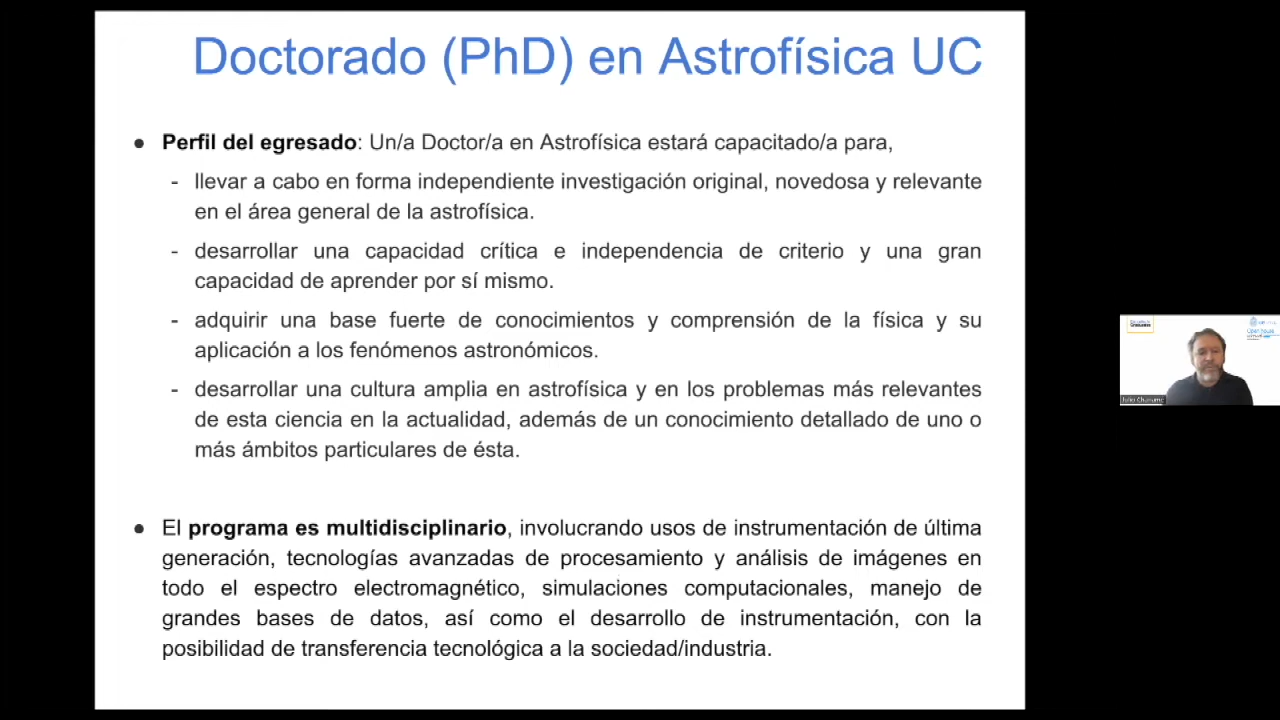 Doctorado (PhD) en Astrofísica UC
● Perfil del egresado: Un/a Doctor/a en Astrofísica estará capacitado/a para,
- llevar a cabo en forma independiente investigación original, novedosa y relevante
en el área general de la astrofísica.
- desarrollar una capacidad crítica e independencia de criterio y una gran
capacidad de aprender por sí mismo.
- adquirir una base fuerte de conocimientos y comprensión de la física y su
aplicación a los fenómenos astronómicos.
- desarrollar una cultura amplia en astrofísica y en los problemas más relevantes
de esta ciencia en la actualidad, además de un conocimiento detallado de uno o
más ámbitos particulares de ésta.
● El programa es multidisciplinario, involucrando usos de instrumentación de última
generación, tecnologías avanzadas de procesamiento y análisis de imágenes en
todo el espectro electromagnético, simulaciones computacionales, manejo de
grandes bases de datos, así como el desarrollo de instrumentación, con la
posibilidad de transferencia tecnológica a la sociedad/industria.
Open house
Julio